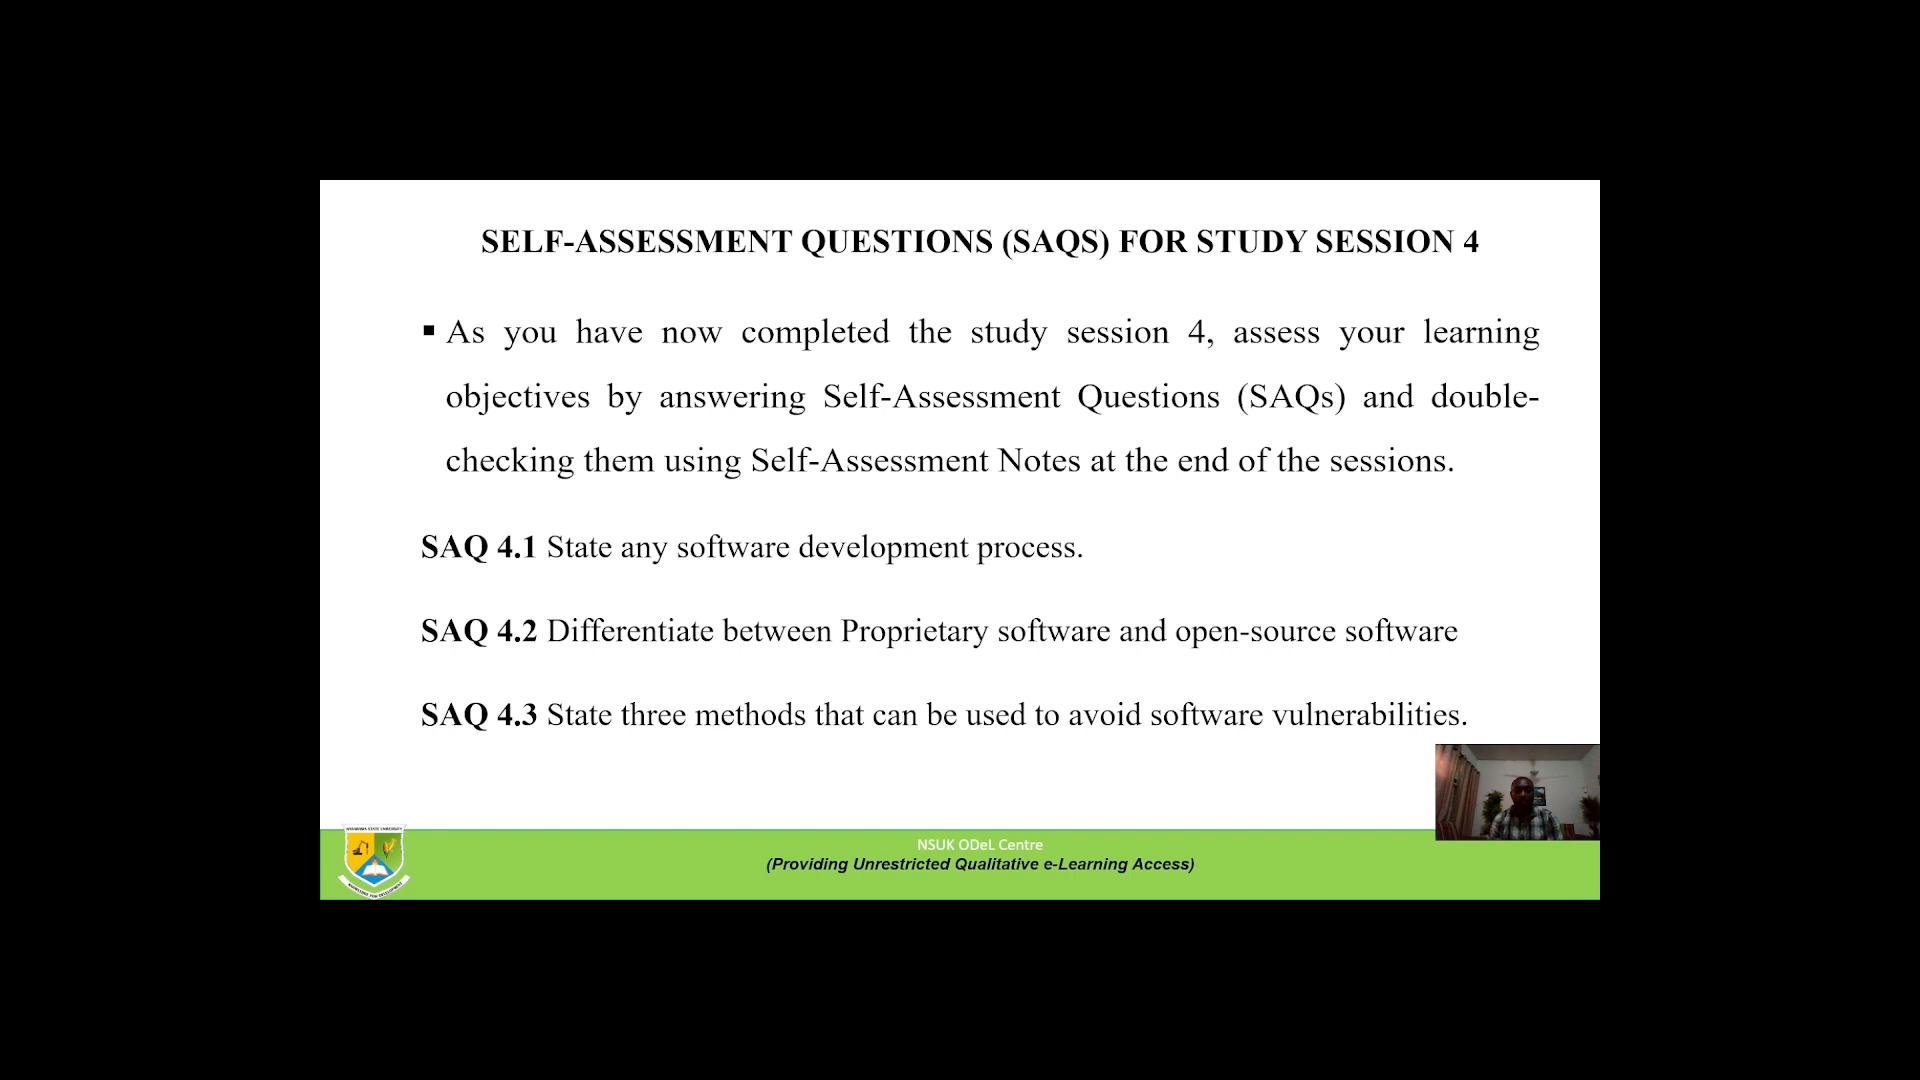 SELF-ASSESSMENT QUESTIONS (SAQS) FOR STUDY SESSION 4
▪ As you have now completed the study session 4, assess your learning
objectives by answering Self-Assessment Questions (SAQs) and double-
checking them using Self-Assessment Notes at the end of the sessions.
SAQ 4.1 State any software development process.
SAQ 4.2 Differentiate between Proprietary software and open-source software
SAQ 4.3 State three methods that can be used to avoid software vulnerabilities.
NSUK ODeL Centre
(Providing Unrestricted Qualitative e-Learning Access)